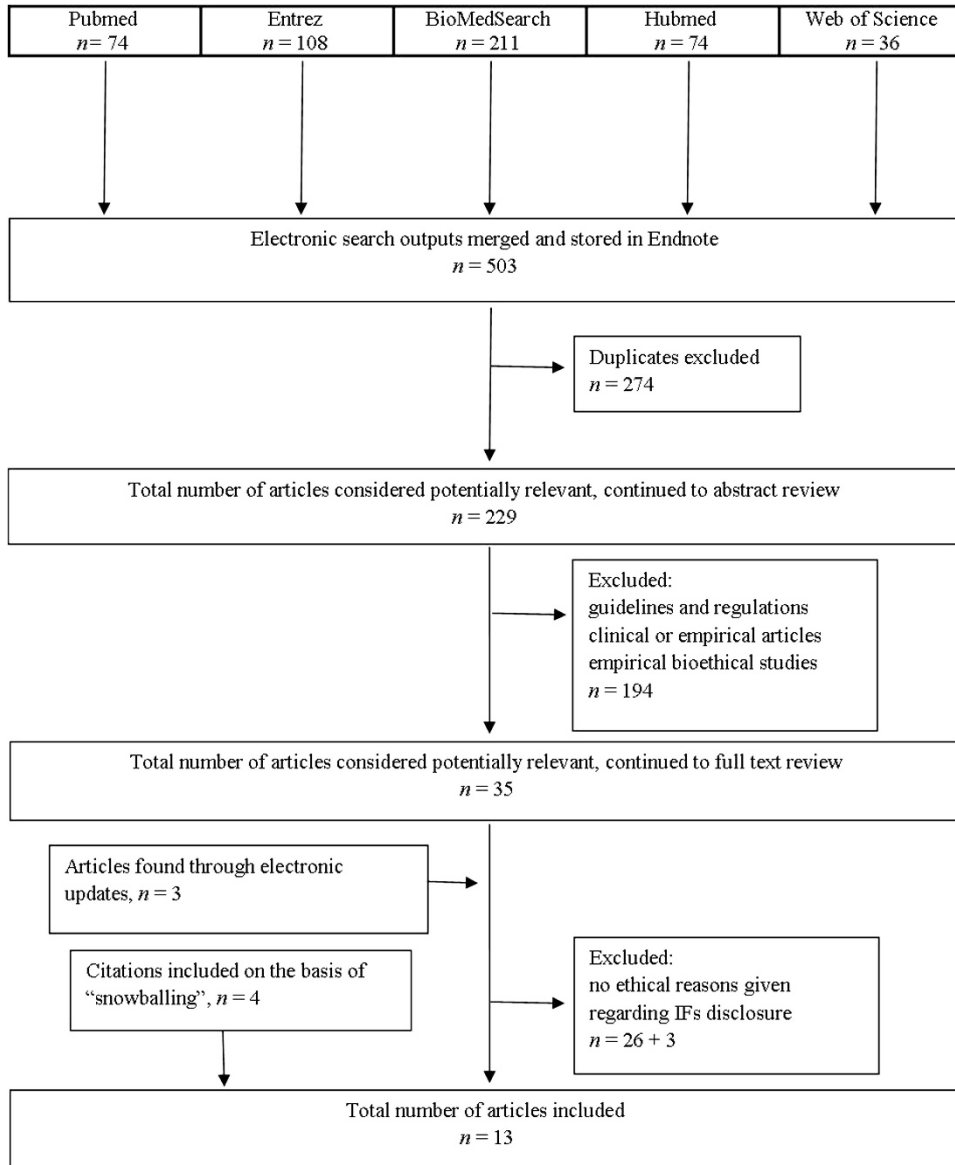 Pubmed
n= 74
Entrez
n = 108
BioMedSearch
n = 211
Hubmed
n = 74
Web of Science
n = 36
Electronic search outputs merged and stored in Endnote
n = 503
Duplicates excluded
n = 274
Total number of articles considered potentially relevant, continued to abstract review
n = 229
Excluded:
guidelines and regulations
clinical or empirical articles
empirical bioethical studies
n = 194
Total number of articles considered potentially relevant, continued to full text review
n = 35
Articles found through electronic
updates, n = 3
Citations included on the basis of
“snowballing”, n = 4
Excluded:
no ethical reasons given
regarding IFs disclosure
n = 26 + 3
Total number of articles included
n = 13